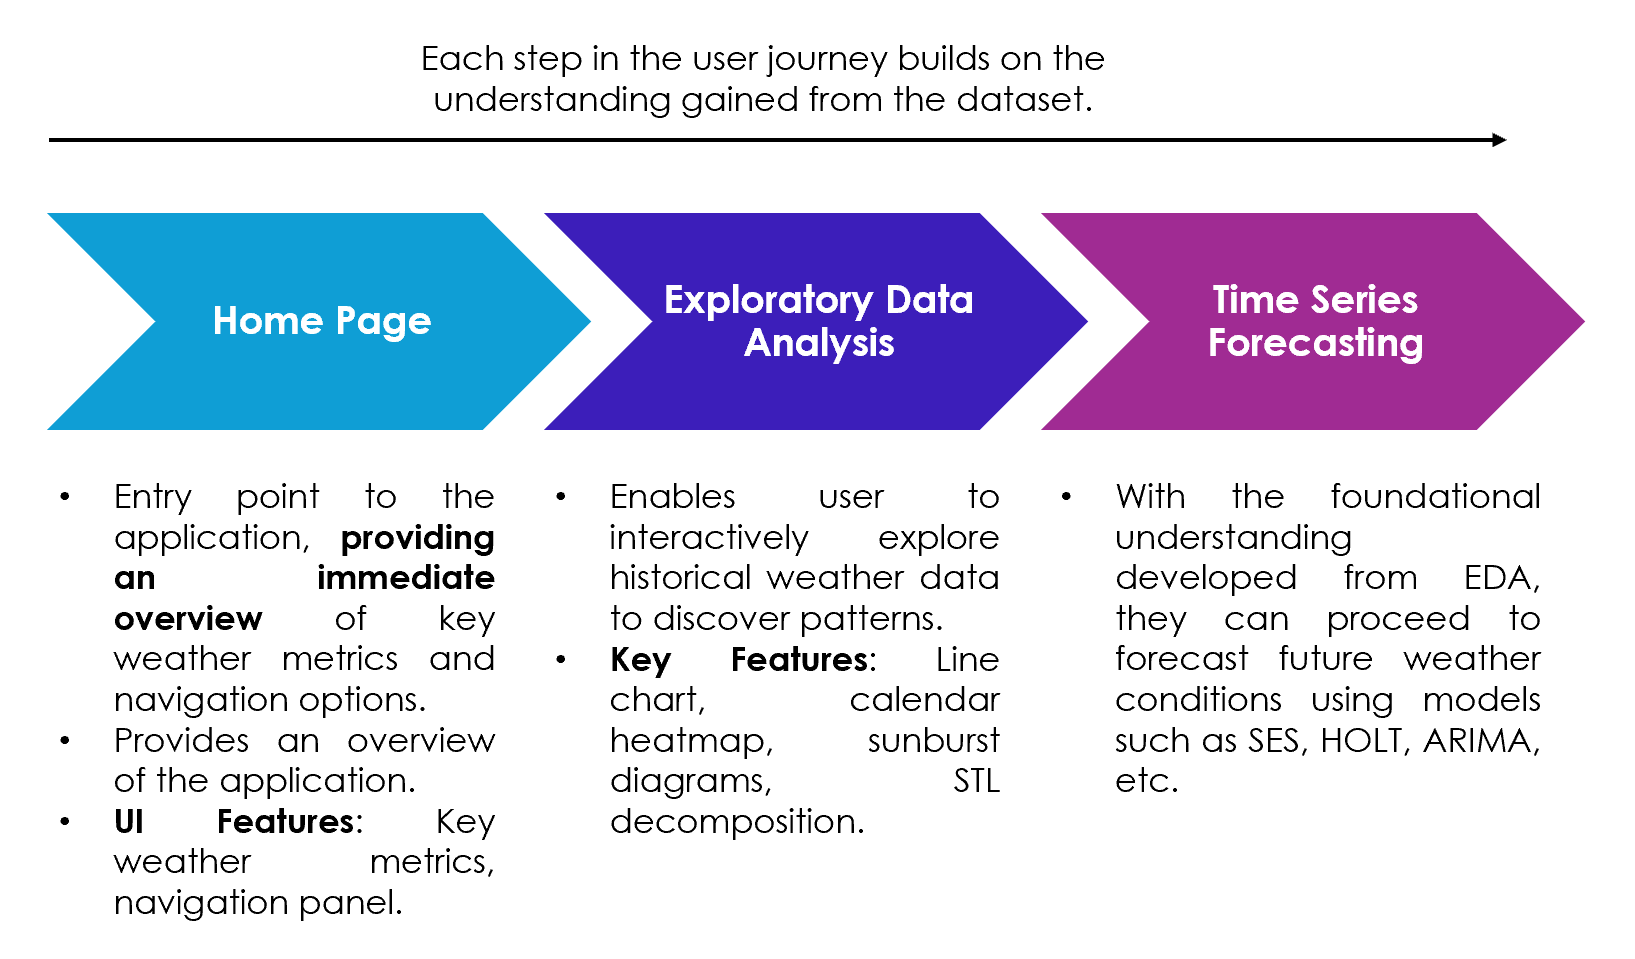 Each step in the user journey builds on the
understanding gained from the dataset.
Home Page
Exploratory Data
Analysis
Time Series
Forecasting
• Entry point to the
application, providing
an immediate
overview of key
weather metrics and
navigation options.
• Provides an overview
of the application.
• UI Features: Key
weather metrics,
navigation panel.
• Enables user to
interactively explore
historical weather data
to discover patterns.
• Key Features: Line
chart, calendar
heatmap, sunburst
diagrams, STL
decomposition.
• With the foundational
understanding
developed from EDA,
they can proceed to
forecast future weather
conditions using models
such as SES, HOLT, ARIMA,
etc.